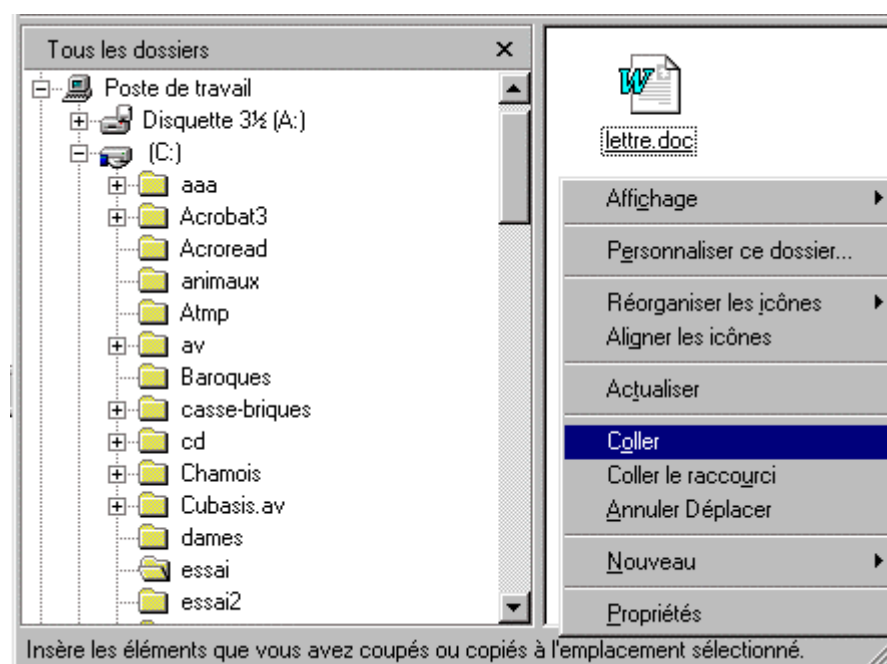 Tous les dossiers
Poste de travail
Disquette 3½ (A:)
(C:)
aaa
Acrobat3
Acroread
animaux
Atmp
av
Baroques
casse-briques
cd
Chamois
Cubasis.av
dames
essai
essai2
lettre.doc
Affichage
Personnaliser ce dossier...
Réorganiser les icônes
Aligner les icônes
Actualiser
Coller
Coller le raccourci
Annuler Déplacer
Nouveau
Propriétés
Insère les éléments que vous avez coupés ou copiés à l'emplacement sélectionné.